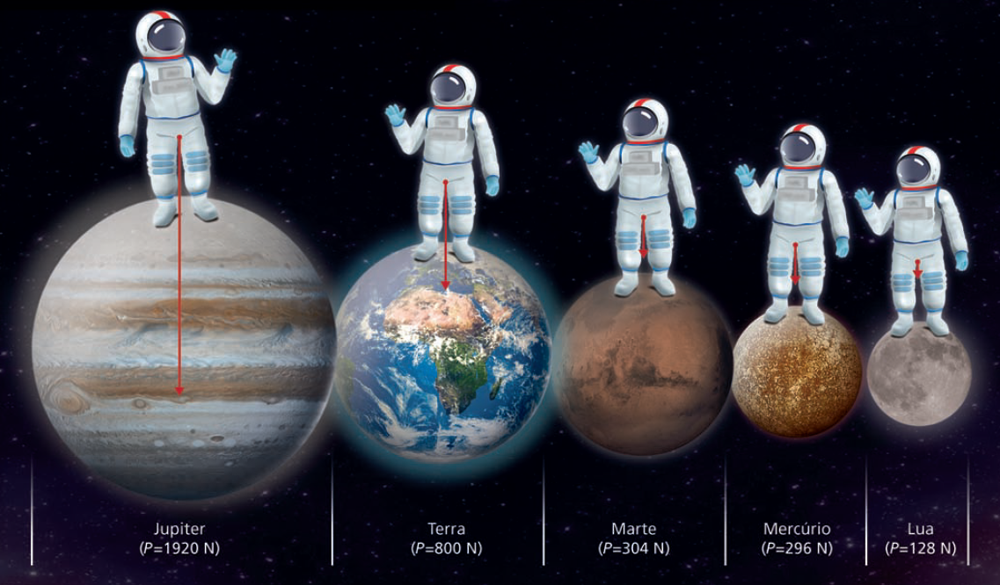 Jupiter
(P=1920 N)
Terra
(P=800 N)
Marte
(P=304 N)
Mercúrio
(P=296 N)
Lua
(P=128 N)